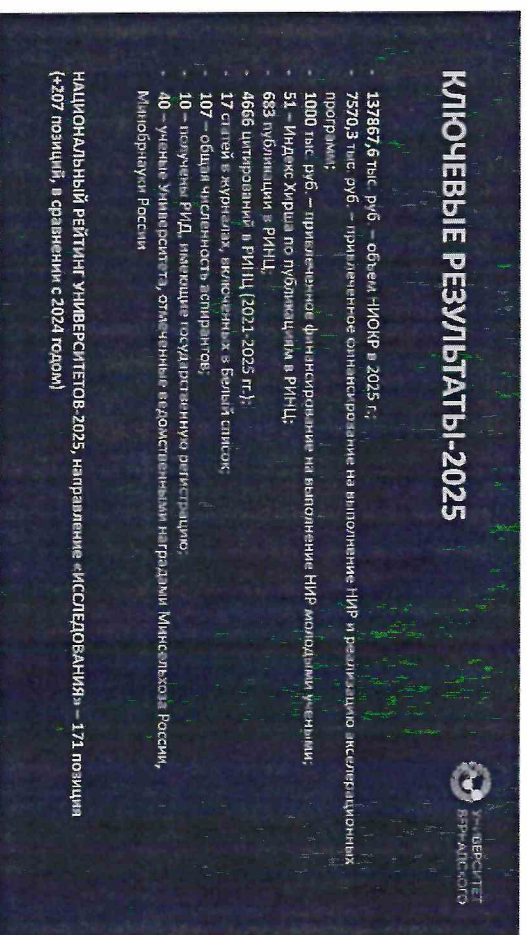 КЛЮЧЕВЫЕ РЕЗУЛЬТАТЫ-2025
УНИВЕРСИТЕТ
ВЕРНАДСКОГО
137867,6 тыс. руб. – объем НИОКР в 2025 г.;
7570,3 тыс. руб. – привлеченное финансирование на выполнение НИР и реализацию акселерационных
программ;
1000 тыс. руб. – привлеченное финансирование на выполнение НИР молодыми учеными;
51 – Индекс Хирша по публикациям в РИНЦ;
683 публикации в РИНЦ;
4666 цитирований в РИНЦ (2021-2025 гг.);
17 статей в журналах, включенных в Белый список;
107 – общая численность аспирантов;
10 – получены РИД, имеющие государственную регистрацию;
40 – ученые Университета, отмеченные ведомственными наградами Минсельхоза России,
Минобрнауки России
НАЦИОНАЛЬНЫЙ РЕЙТИНГ УНИВЕРСИТЕТОВ-2025, направление «ИССЛЕДОВАНИЯ» – 171 позиция
(+207 позиций, в сравнении с 2024 годом)